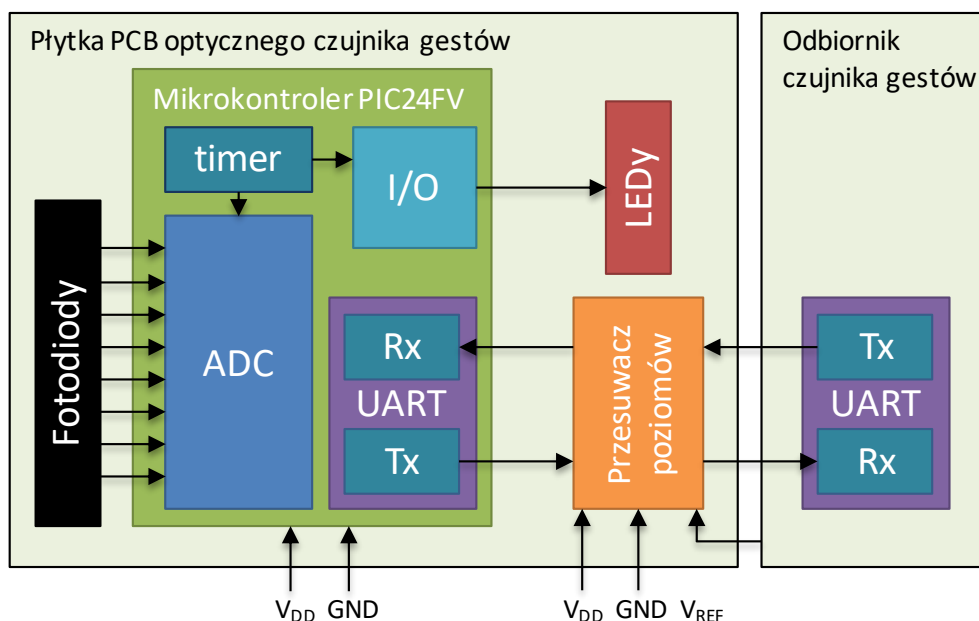 Płytka PCB optycznego czujnika gestów
Odbiornik
czujnika gestów
Mikrokontroler PIC24FV
timer
I/O
LEDy
Fotodiody
ADC
Rx
UART
Tx
Przesuwacz
poziomów
Tx
UART
Rx
VDD GND
VDD GND VREF